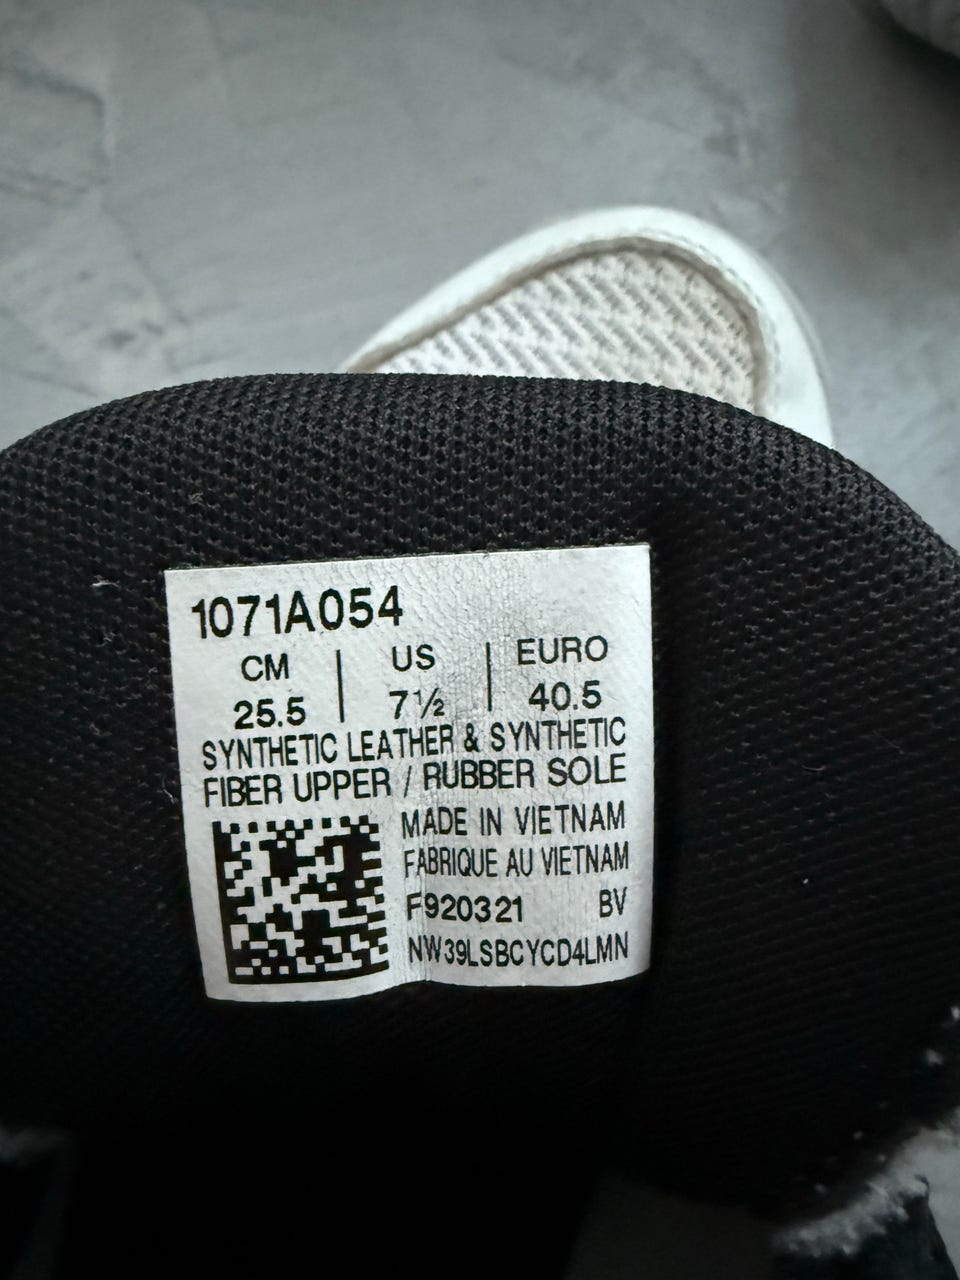 1071A054
CM | US | EURO
25.5 | 7½ | 40.5
SYNTHETIC LEATHER & SYNTHETIC
FIBER UPPER / RUBBER SOLE
MADE IN VIETNAM
FABRIQUE AU VIETNAM
F920321 BV
NW39LSBCYCD4LMN